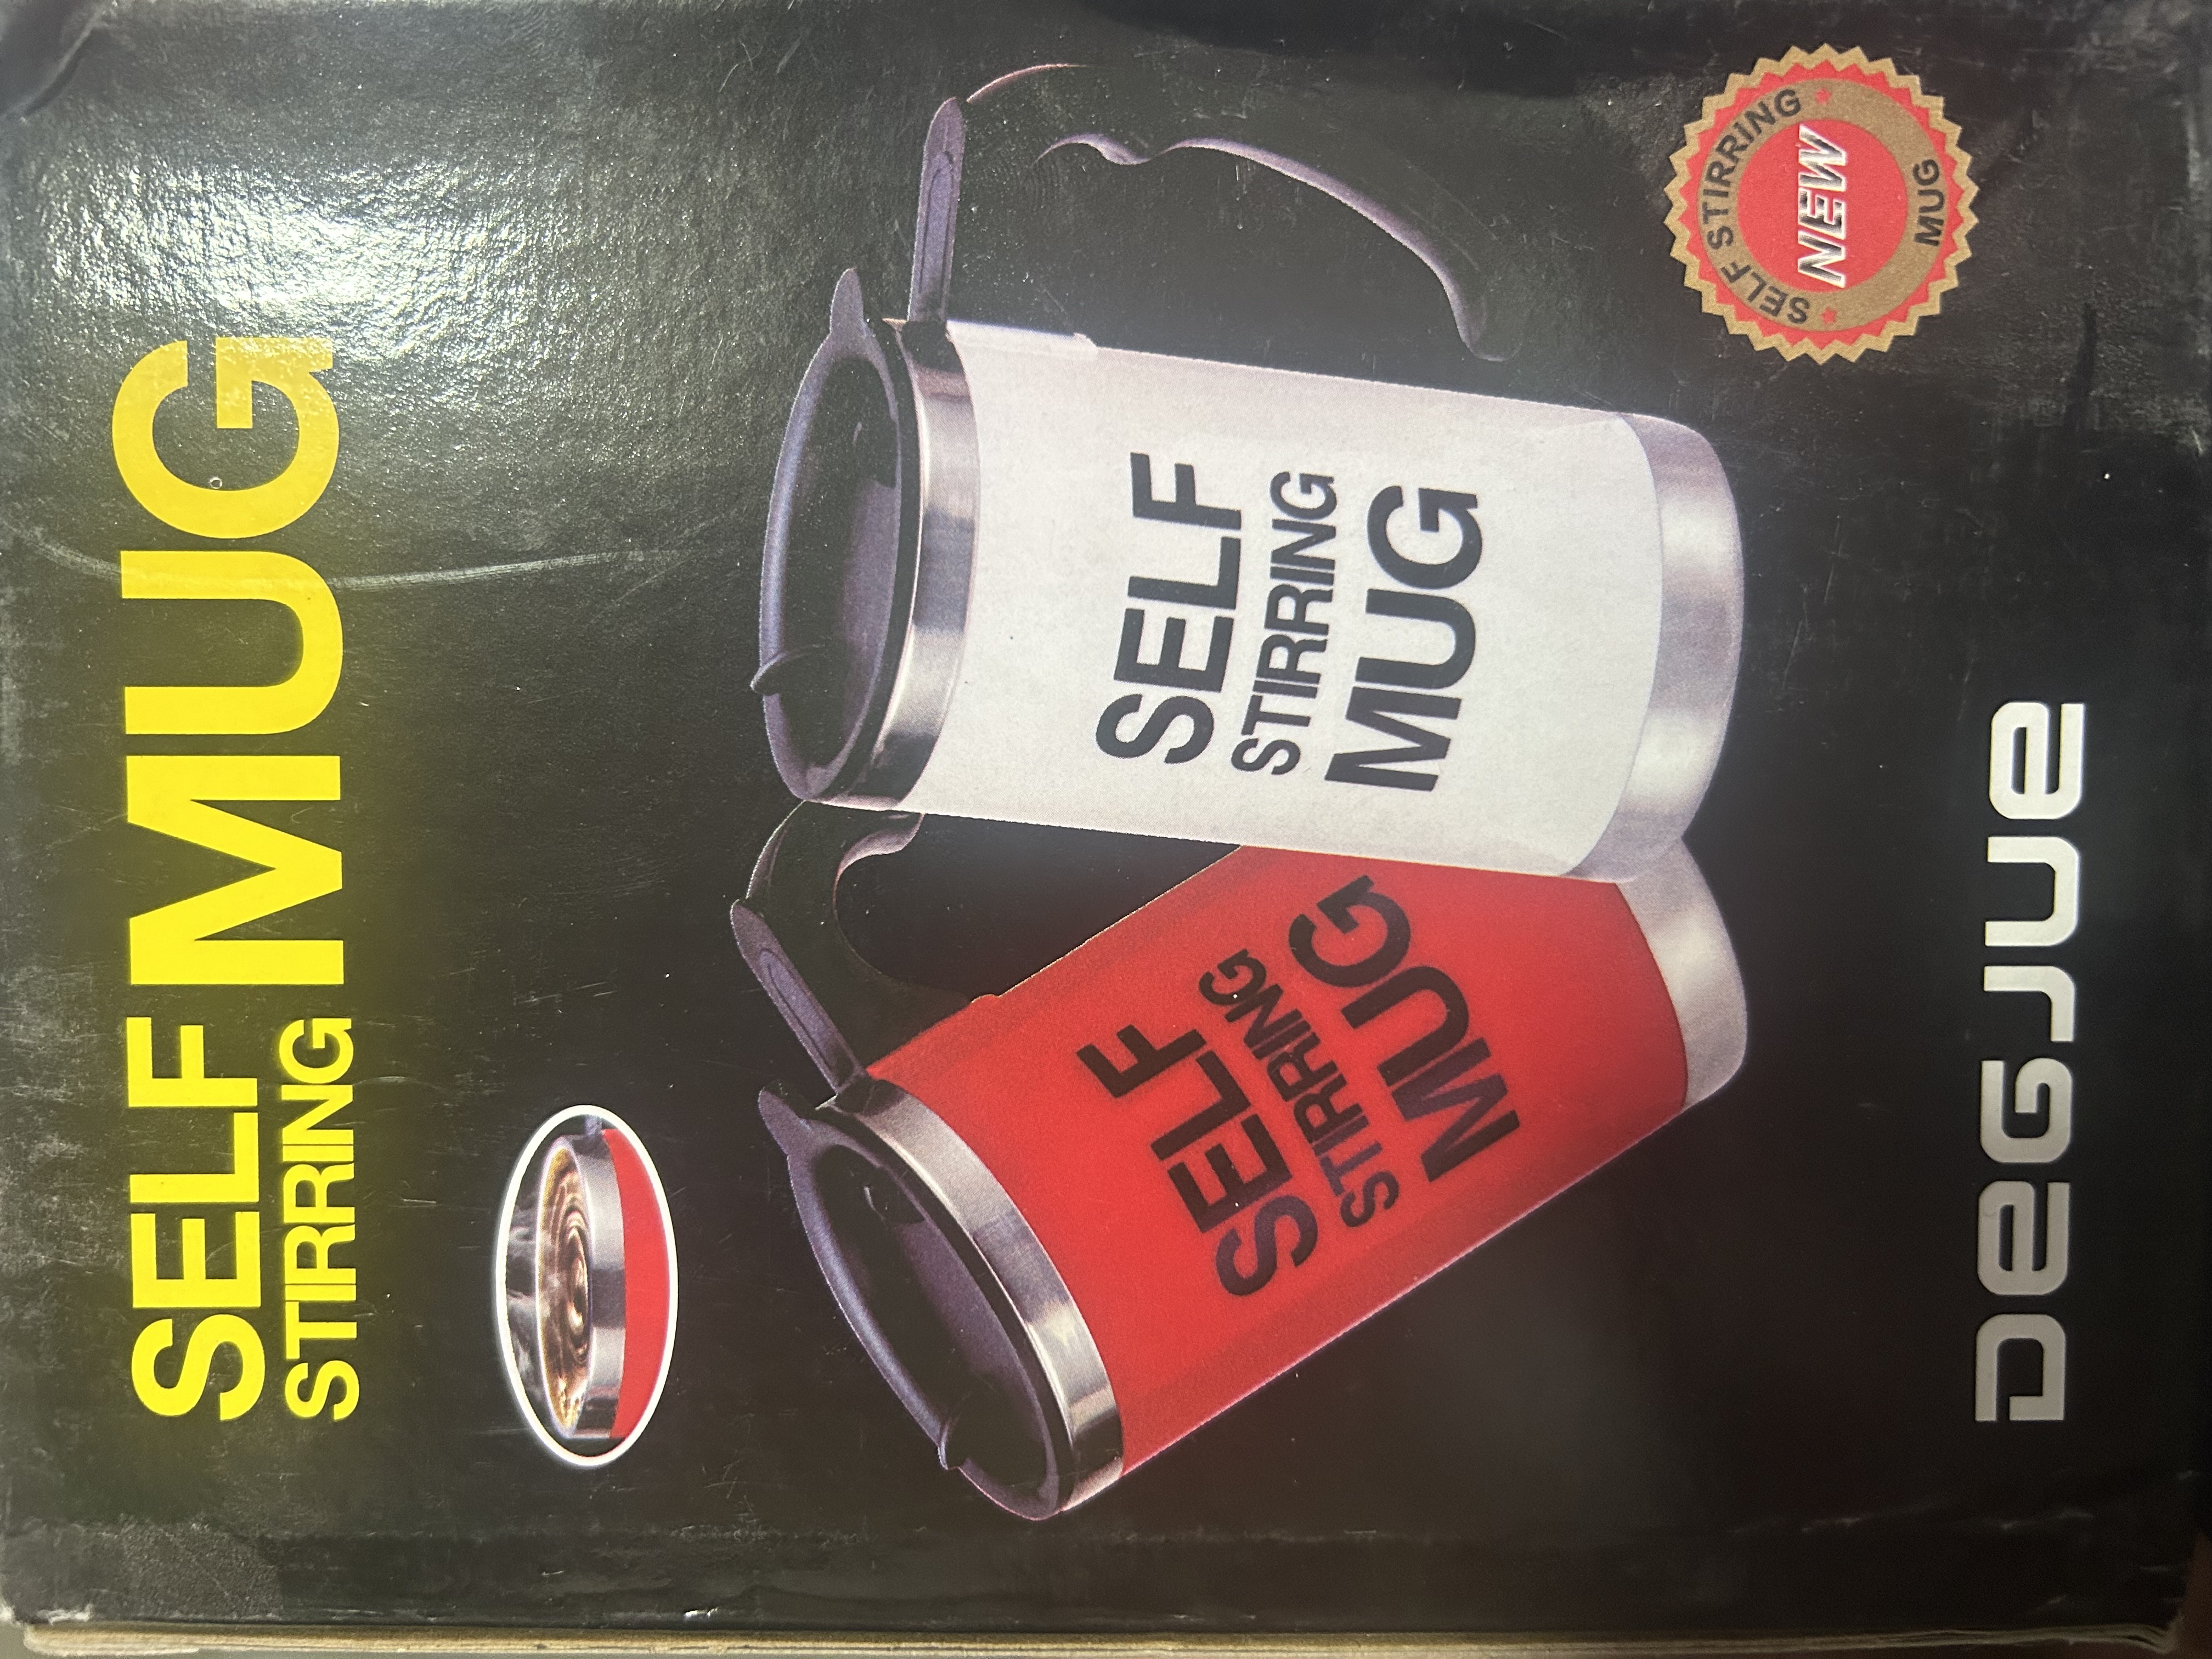 SELF MUG
STIRRING
SELF
STIRRING
MUG
SELF
STIRRING
MUG
SELF STIRRING
NEW
MUG
DEGJUE